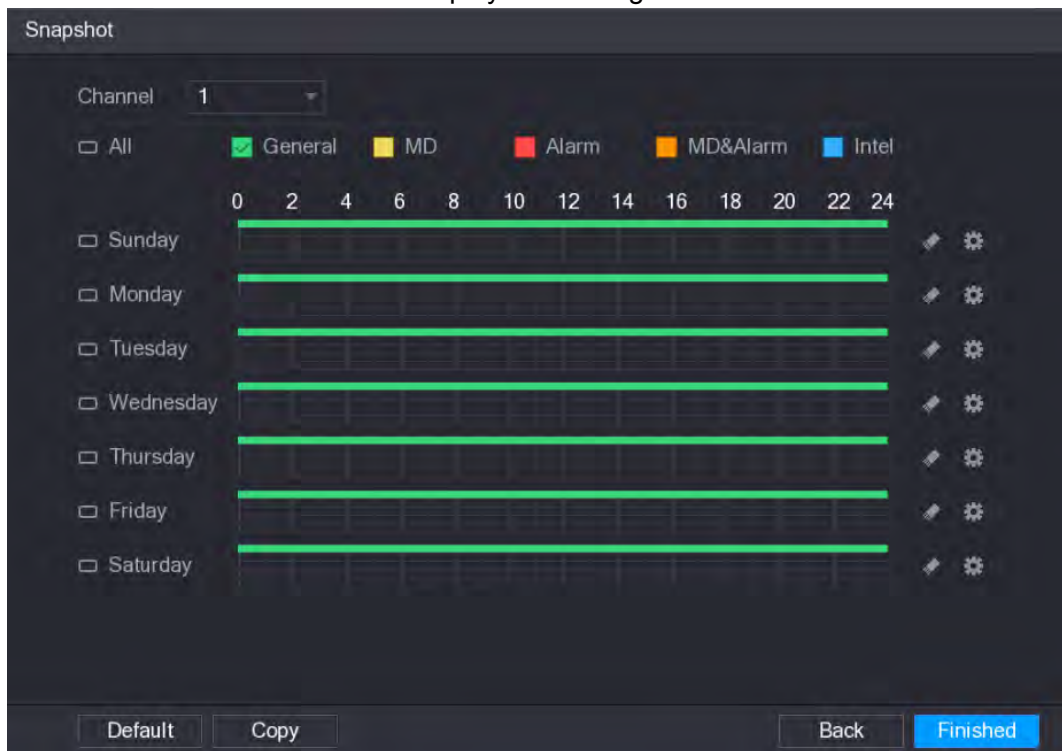 Snapshot
Channel 1
All General MD Alarm MD&Alarm Intel
0 2 4 6 8 10 12 14 16 18 20 22 24
Sunday
Monday
Tuesday
Wednesday
Thursday
Friday
Saturday
Default Copy Back Finished